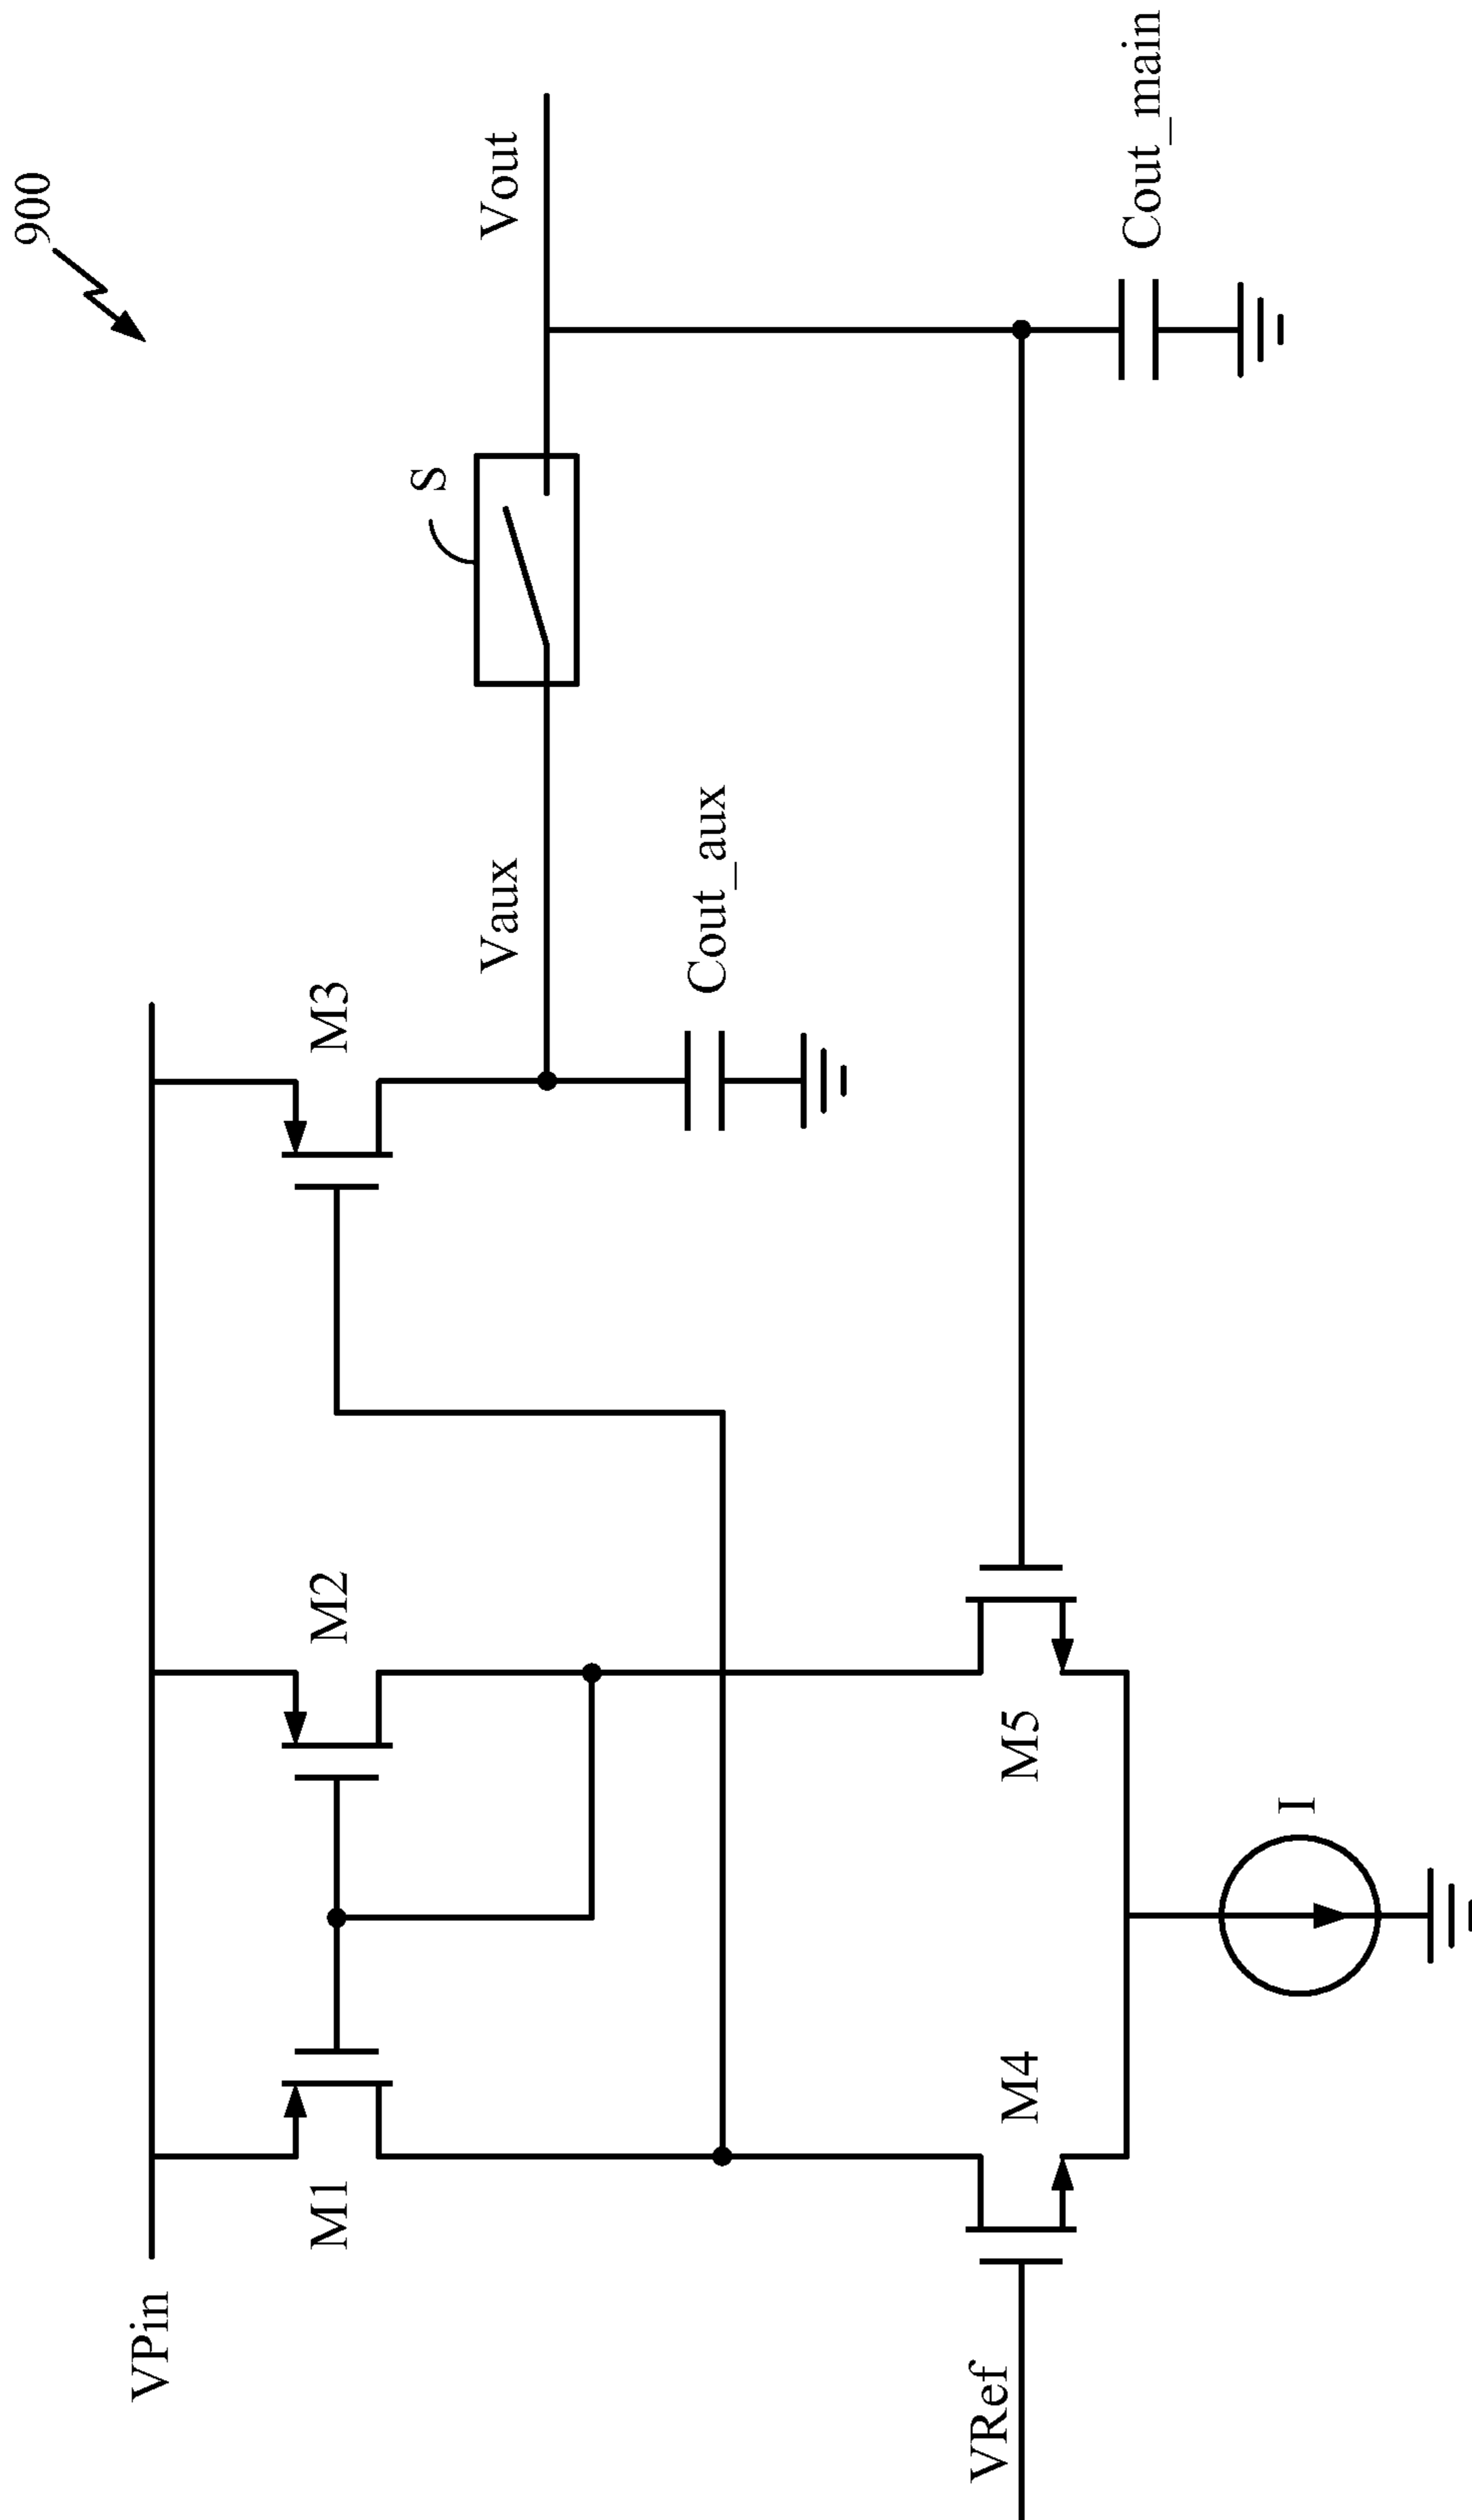 900
VPin
M1
M2
M3
Vaux
S
Vout
Cout_aux
VRef
M4
M5
Cout_main
I